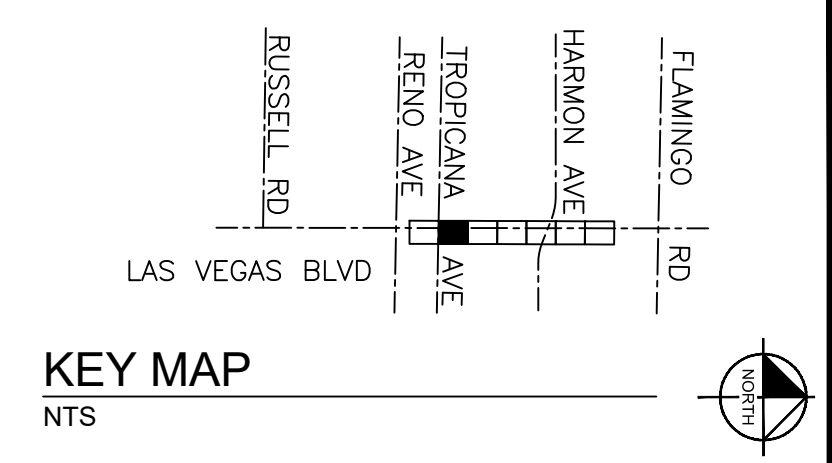 RUSSELL RD
RENO AVE
TROPICANA AVE
HARMON AVE
FLAMINGO RD
LAS VEGAS BLVD
KEY MAP
NTS
NORTH